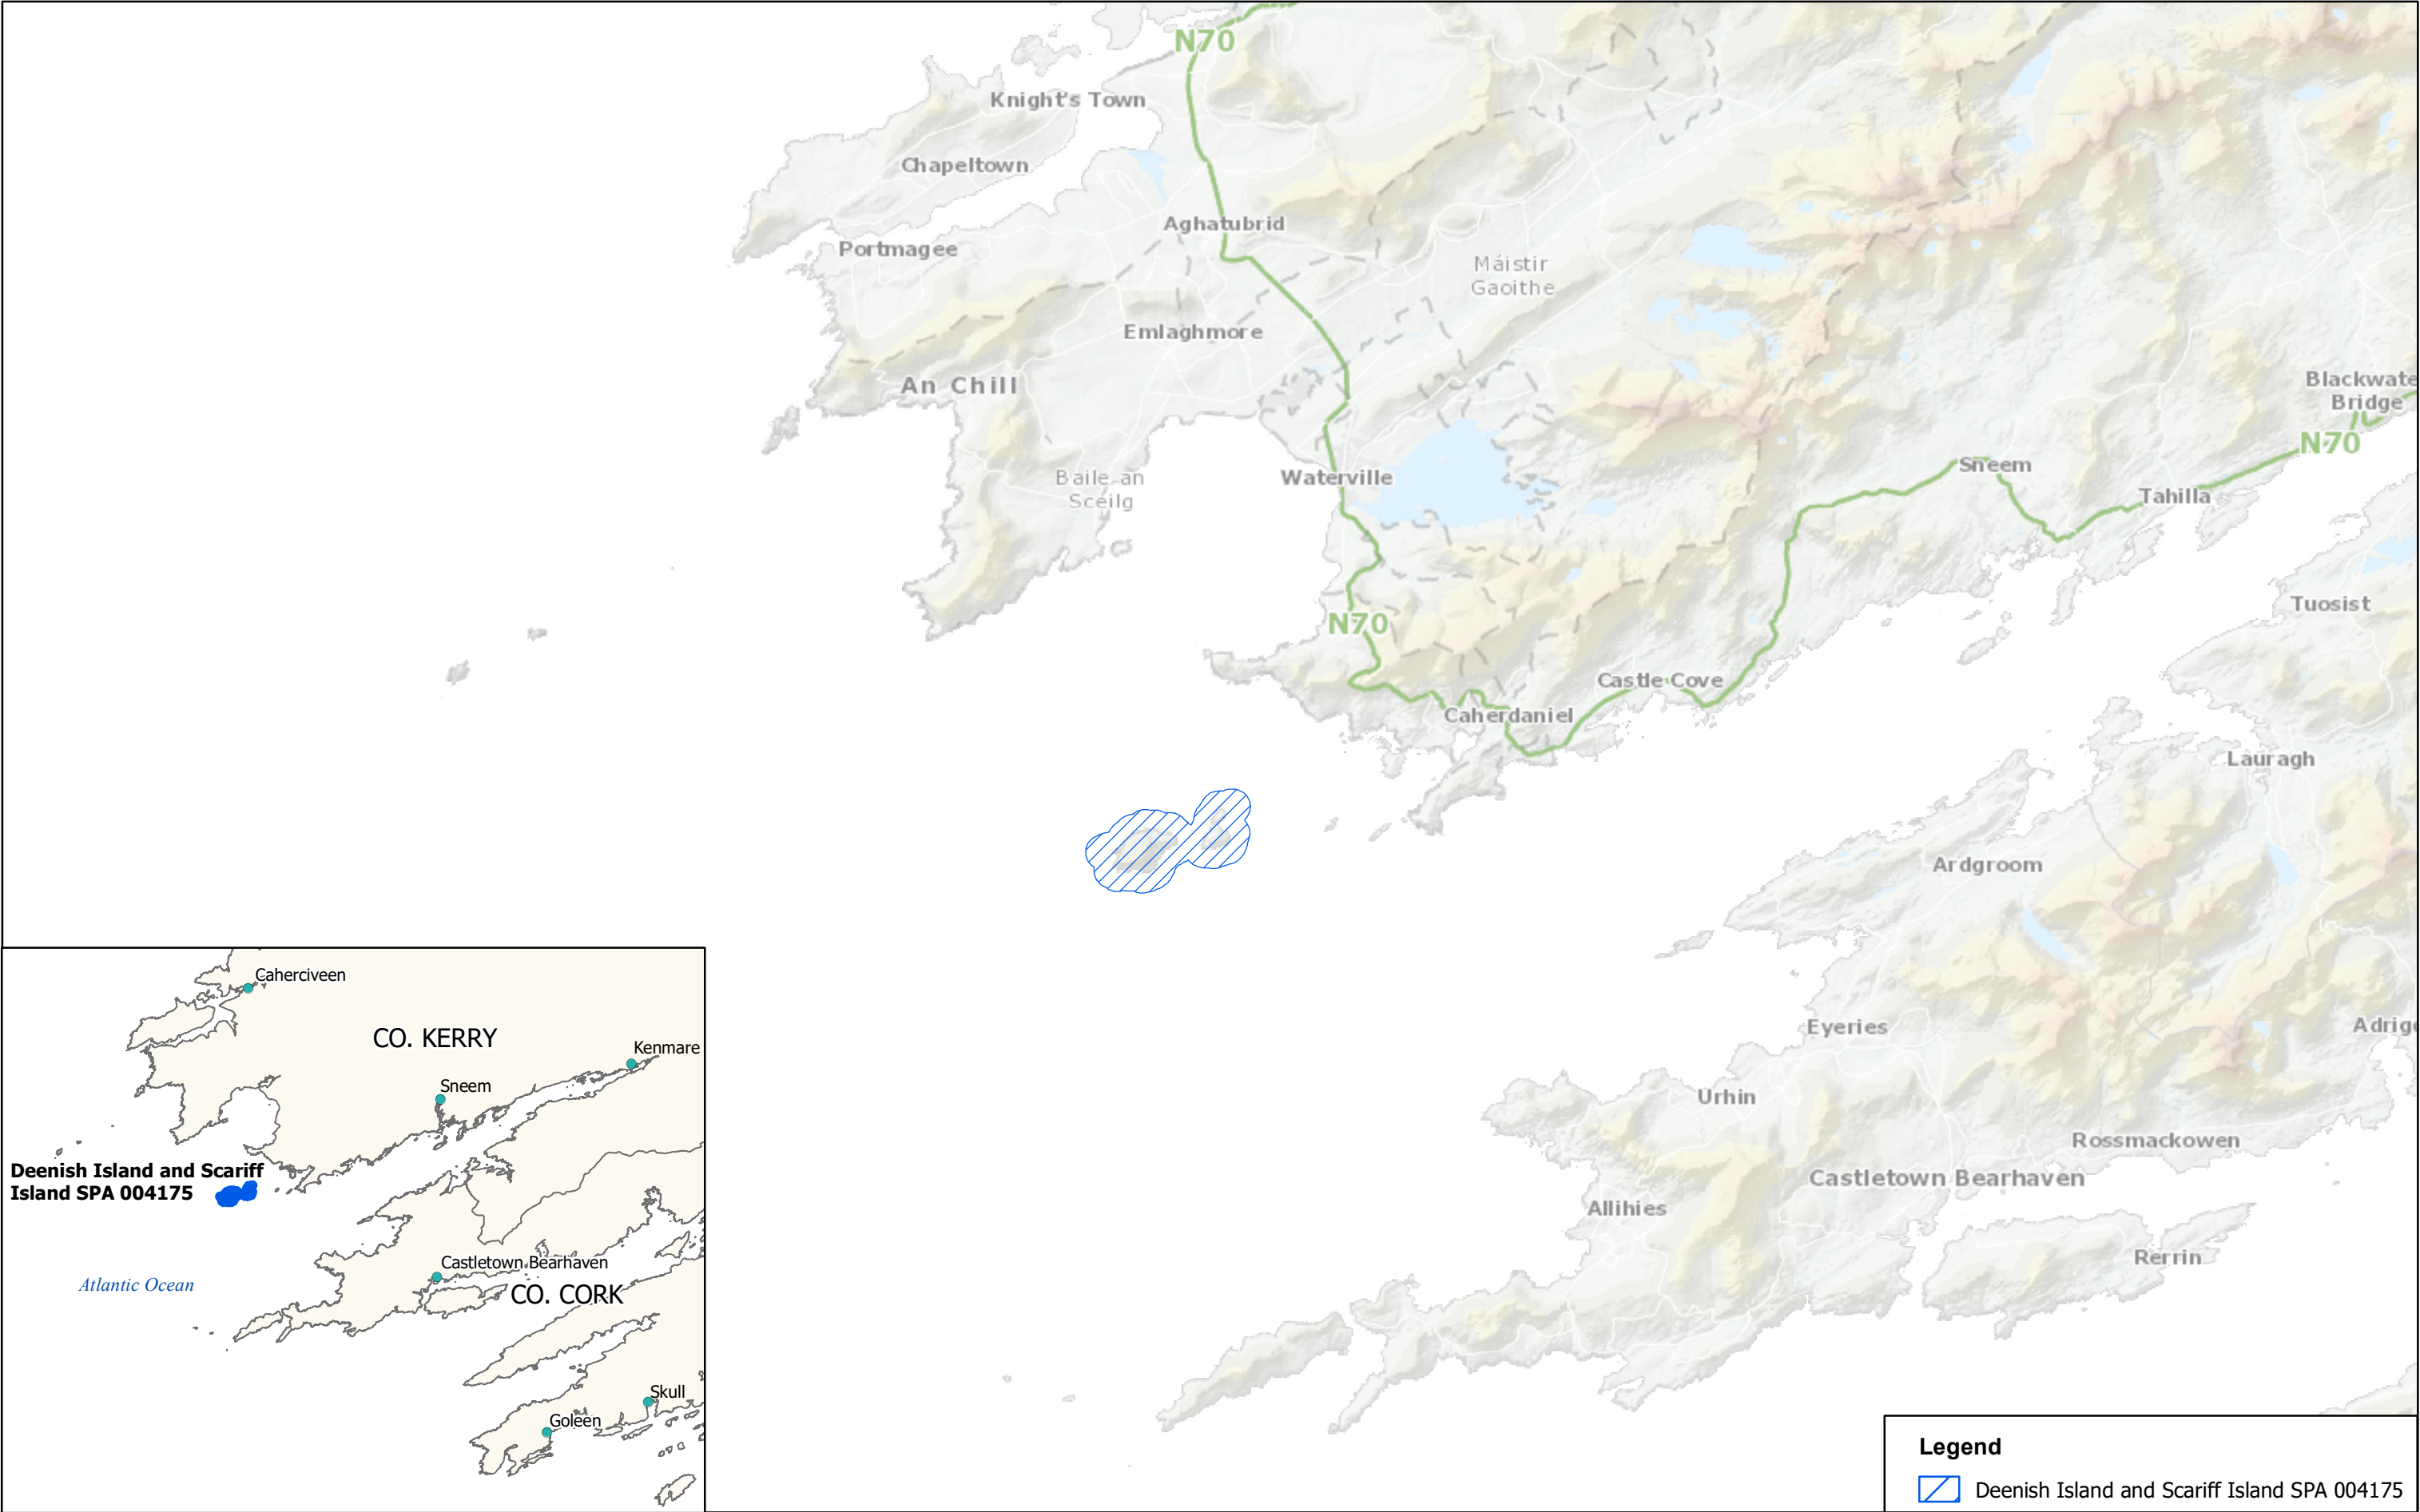 N70
Knight's Town
Chapeltown
Aghatubrid
Portmagee
Máistir
Gaoithe
Emlaghmore
An Chill
Blackwate
Bridge
N70
Sneem
Waterville
Baile an
Sceilg
Tahilla
Tuosist
N70
Castle Cove
Caherdaniel
Lauragh
Ardgroom
Eyeries
Adrig
Urhin
Rossmackowen
Castletown Bearhaven
Allihies
Rerrin
Caherciveen
CO. KERRY
Kenmare
Sneem
Deenish Island and Scariff
Island SPA 004175
Castletown Bearhaven
Atlantic Ocean
CO. CORK
Skull
Goleen
Legend
Deenish Island and Scariff Island SPA 004175